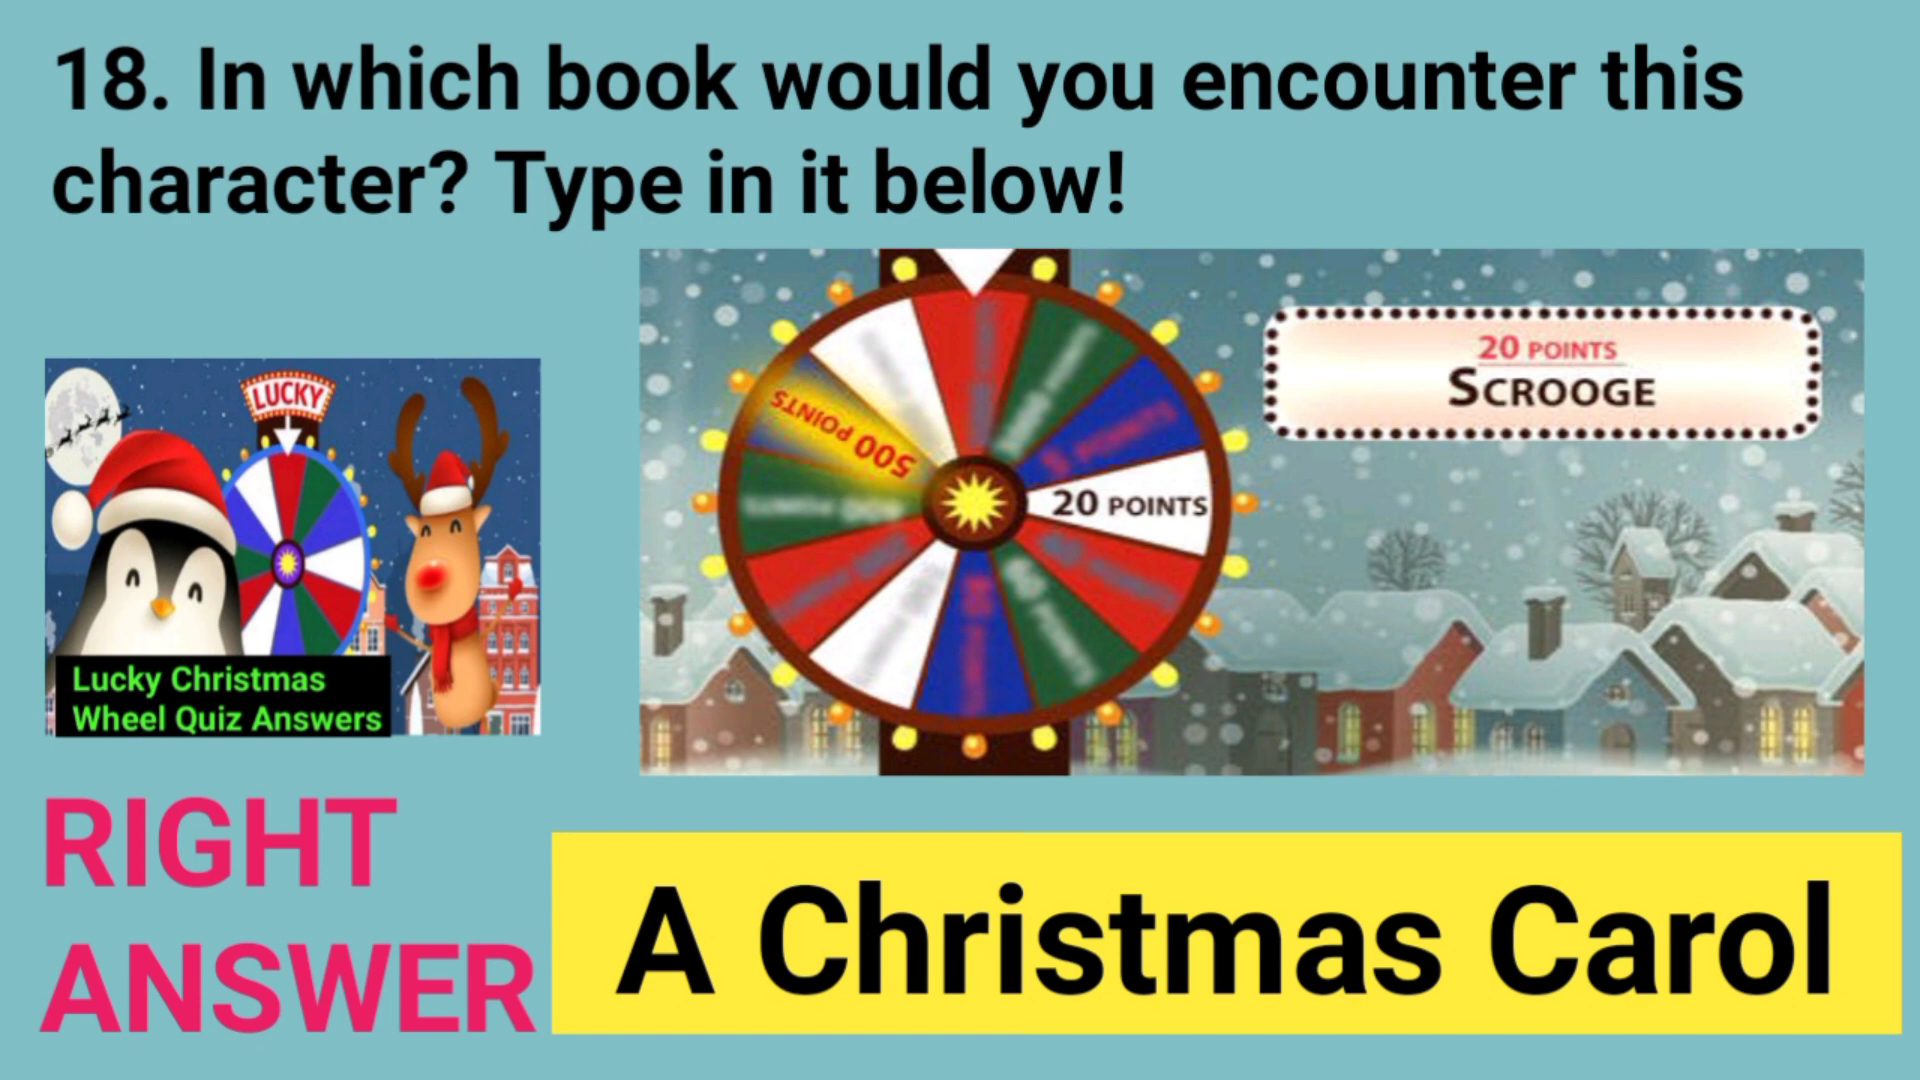 18. In which book would you encounter this
character? Type in it below!
LUCKY
Lucky Christmas
Wheel Quiz Answers
500 POINTS
20 POINTS
20 POINTS
SCROOGE
RIGHT
ANSWER
A Christmas Carol